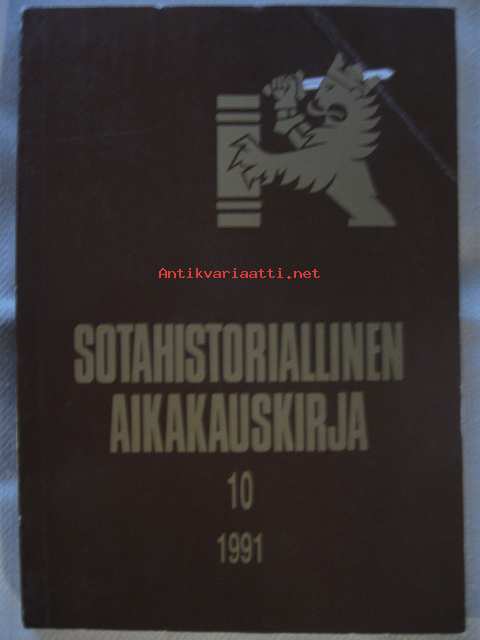 Antikvariaatti.net
SOTAHISTORIALLINEN
AIKAKAUSKIRJA
10
1991